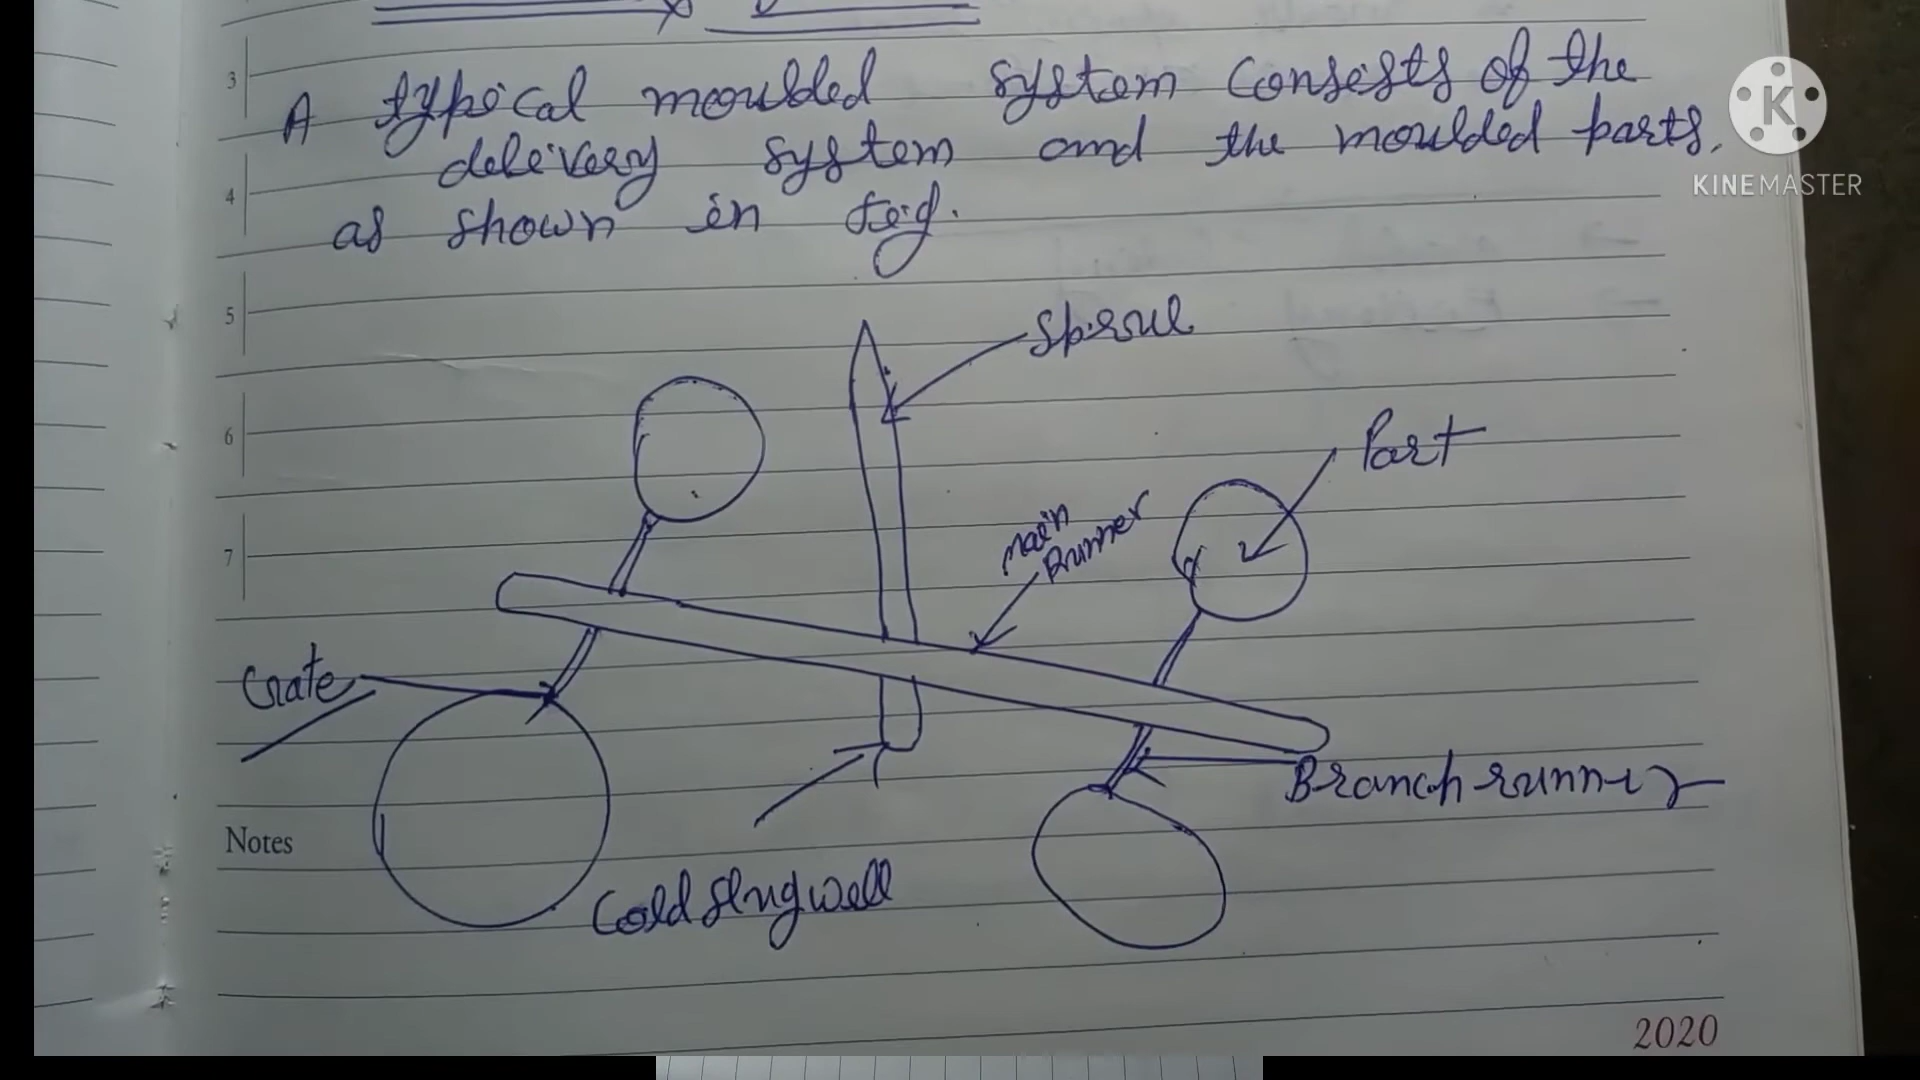 3
A typical moulded system consists of the
delivery system and the moulded parts,
4
as shown in fig.
K
KINEMASTER
5
Sprue
6
Part
7
main
Runner
Crate
Branch runner
Notes
Cold slug well
2020